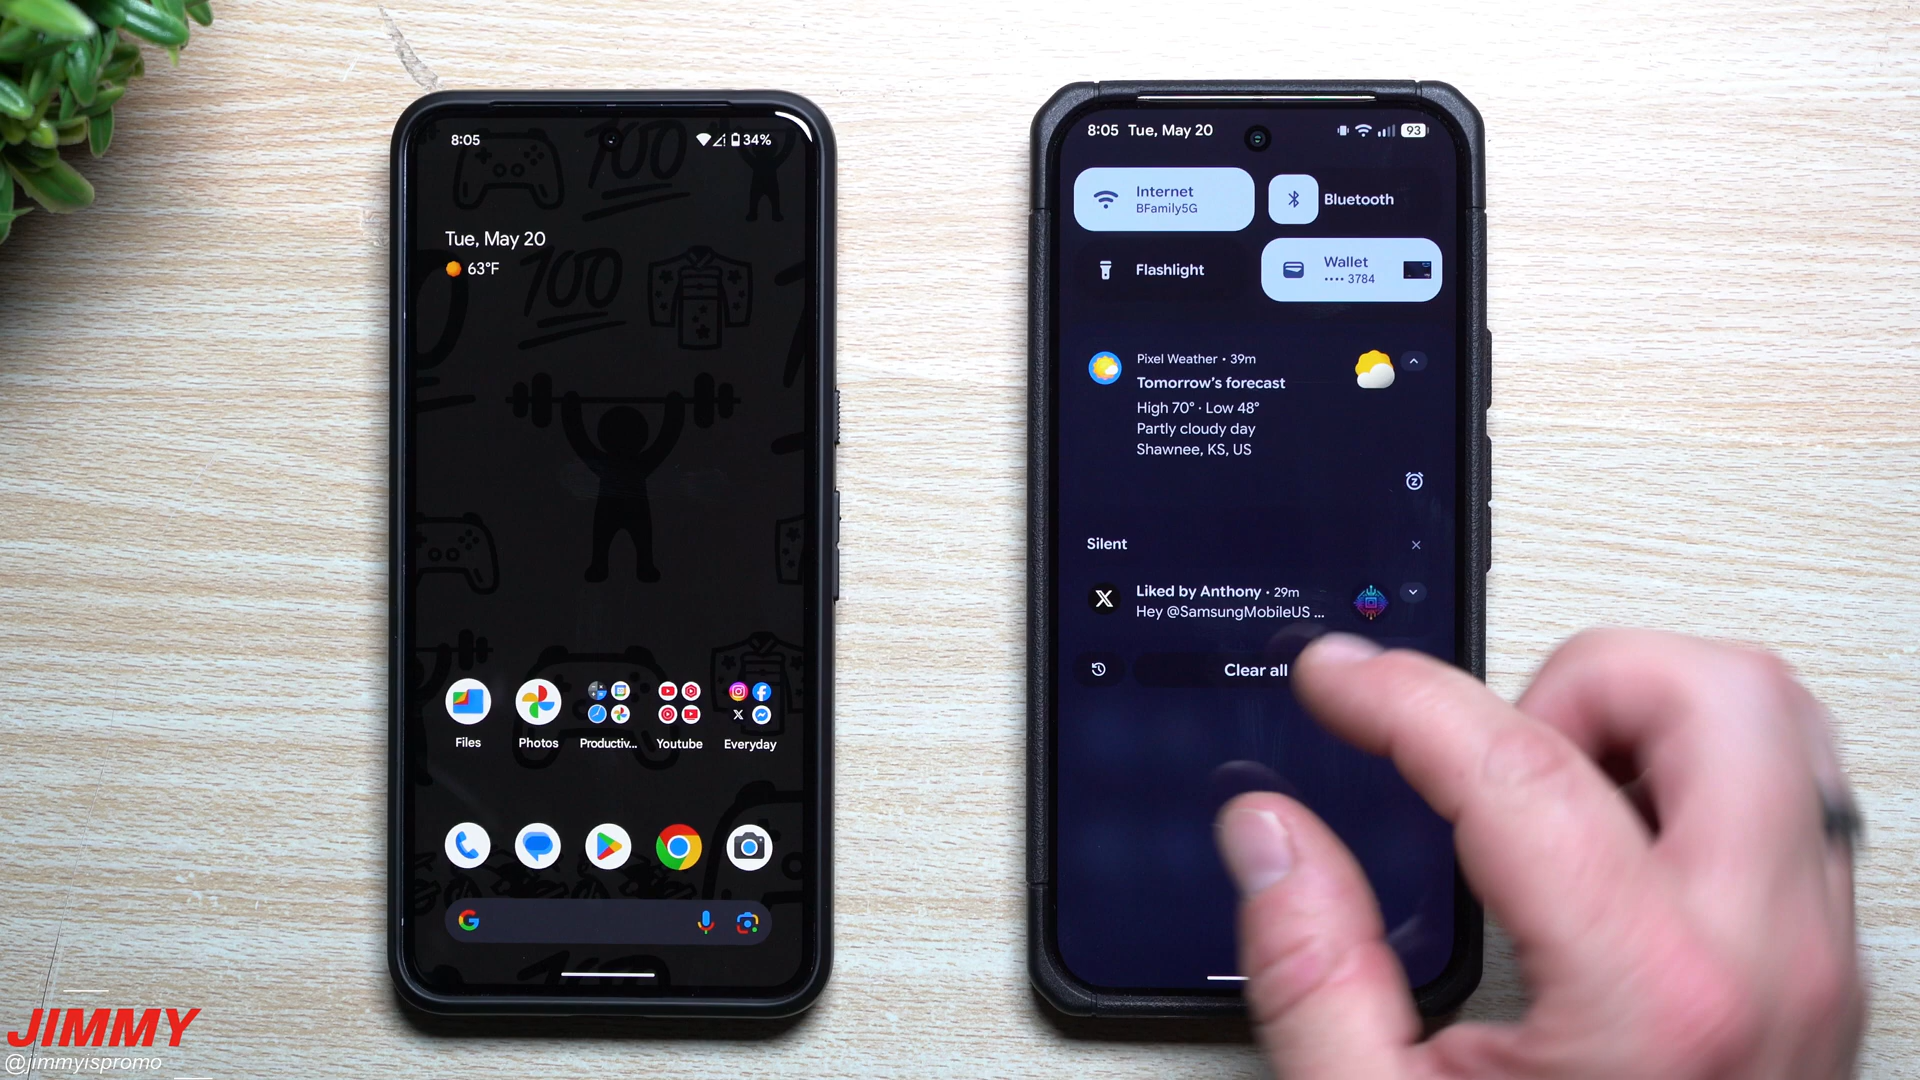 8:05
34%
100
Tue, May 20
63°F
100
Files
Photos
Productiv...
Youtube
Everyday
G
8:05 Tue, May 20
93
Internet
BFamily5G
Bluetooth
Flashlight
Wallet
•••• 3784
Pixel Weather • 39m
Tomorrow's forecast
High 70° · Low 48°
Partly cloudy day
Shawnee, KS, US
Silent
X
Liked by Anthony • 29m
Hey @SamsungMobileUS ...
Clear all
JIMMY
@jimmyispromo